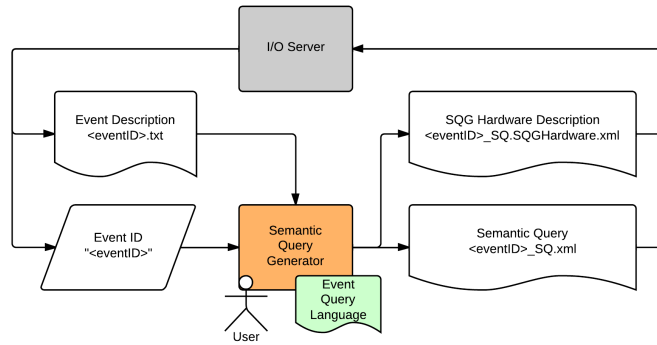 I/O Server
Event Description
<eventID>.txt
SQG Hardware Description
<eventID>_SQ.SQGHardware.xml
Event ID
"<eventID>"
Semantic
Query
Generator
Semantic Query
<eventID>_SQ.xml
Event
Query
Language
User